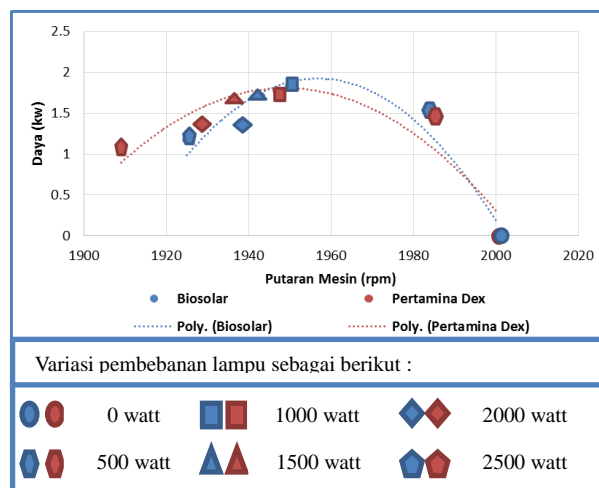 2.5
2
1.5
1
0.5
0
Daya (kw)
1900 1920 1940 1960 1980 2000 2020
Putaran Mesin (rpm)
Biosolar Pertamina Dex
Poly. (Biosolar) Poly. (Pertamina Dex)
Variasi pembebanan lampu sebagai berikut :
0 watt 1000 watt 2000 watt
500 watt 1500 watt 2500 watt